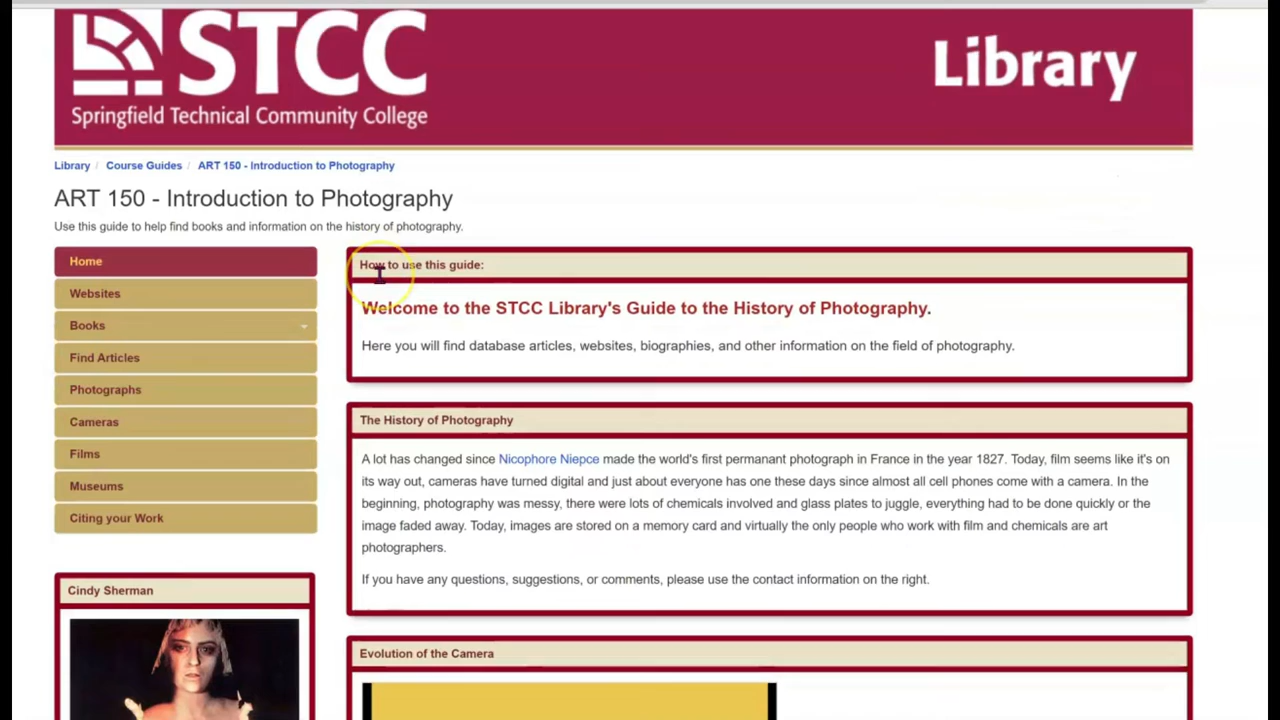 STCC
Springfield Technical Community College
Library
Library / Course Guides / ART 150 - Introduction to Photography
ART 150 - Introduction to Photography
Use this guide to help find books and information on the history of photography.
Home
Websites
Books
Find Articles
Photographs
Cameras
Films
Museums
Citing your Work
Cindy Sherman
How to use this guide:
Welcome to the STCC Library's Guide to the History of Photography.
Here you will find database articles, websites, biographies, and other information on the field of photography.
The History of Photography
A lot has changed since Nicophore Niepce made the world's first permanant photograph in France in the year 1827. Today, film seems like it's on
its way out, cameras have turned digital and just about everyone has one these days since almost all cell phones come with a camera. In the
beginning, photography was messy, there were lots of chemicals involved and glass plates to juggle, everything had to be done quickly or the
image faded away. Today, images are stored on a memory card and virtually the only people who work with film and chemicals are art
photographers.
If you have any questions, suggestions, or comments, please use the contact information on the right.
Evolution of the Camera